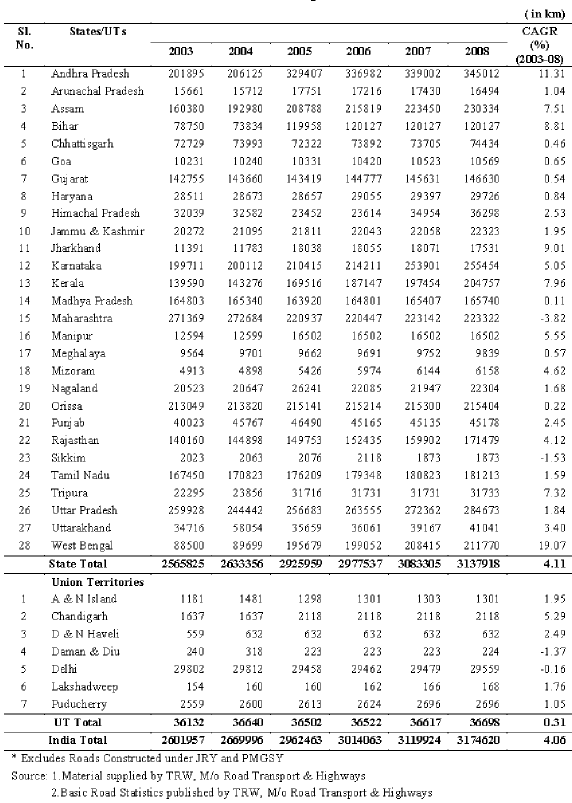 ( in km)
Sl. No. States/UTs 2003 2004 2005 2006 2007 2008 CAGR (%) (2003-08)
1 Andhra Pradesh 201895 206125 329407 336982 339002 345012 11.31
2 Arunachal Pradesh 15661 15712 17751 17216 17430 16494 1.04
3 Assam 160380 192980 208788 215819 223450 230334 7.51
4 Bihar 78750 73834 119958 120127 120127 120127 8.81
5 Chhattisgarh 72729 73993 72322 73892 73705 74434 0.46
6 Goa 10231 10240 10331 10420 10523 10569 0.65
7 Gujarat 142755 143660 143419 144777 145631 146630 0.54
8 Haryana 28511 28673 28657 29055 29397 29726 0.84
9 Himachal Pradesh 32039 32582 23452 23614 34954 36298 2.53
10 Jammu & Kashmir 20272 21095 21811 22043 22058 22323 1.95
11 Jharkhand 11391 11783 18038 18055 18071 17531 9.01
12 Karnataka 199711 200112 210415 214211 253901 255454 5.05
13 Kerala 139590 143276 169516 187147 197454 204757 7.96
14 Madhya Pradesh 164803 165340 163920 164801 165407 165740 0.11
15 Maharashtra 271369 272684 220937 220447 223142 223322 -3.82
16 Manipur 12594 12599 16502 16502 16502 16502 5.55
17 Meghalaya 9564 9701 9662 9691 9752 9839 0.57
18 Mizoram 4913 4898 5426 5974 6144 6158 4.62
19 Nagaland 20523 20647 26241 22085 21947 22304 1.68
20 Orissa 213049 213820 215141 215214 215300 215404 0.22
21 Punjab 40023 45767 46490 45165 45135 45178 2.45
22 Rajasthan 140160 144898 149753 152435 159902 171479 4.12
23 Sikkim 2023 2063 2076 2118 1873 1873 -1.53
24 Tamil Nadu 167450 170823 176209 179348 180823 181213 1.59
25 Tripura 22295 23856 31716 31731 31731 31733 7.32
26 Uttar Pradesh 259928 244442 256683 263555 272362 284673 1.84
27 Uttarakhand 34716 58054 35659 36061 39167 41041 3.40
28 West Bengal 88500 89699 195679 199052 208415 211770 19.07
State Total 2565825 2633356 2925959 2977537 3083305 3137918 4.11
Union Territories
1 A & N Island 1181 1481 1298 1301 1303 1301 1.95
2 Chandigarh 1637 1637 2118 2118 2118 2118 5.29
3 D & N Haveli 559 632 632 632 632 632 2.49
4 Daman & Diu 240 318 223 223 223 224 -1.37
5 Delhi 29802 29812 29458 29462 29479 29559 -0.16
6 Lakshadweep 154 160 160 162 166 168 1.76
7 Puducherry 2559 2600 2613 2624 2696 2696 1.05
UT Total 36132 36640 36502 36522 36617 36698 0.31
India Total 2601957 2669996 2962463 3014063 3119924 3174620 4.06
* Excludes Roads Constructed under JRY and PMGSY
Source: 1.Material supplied by TRW, M/o Road Transport & Highways
2.Basic Road Statistics published by TRW, M/o Road Transport & Highways